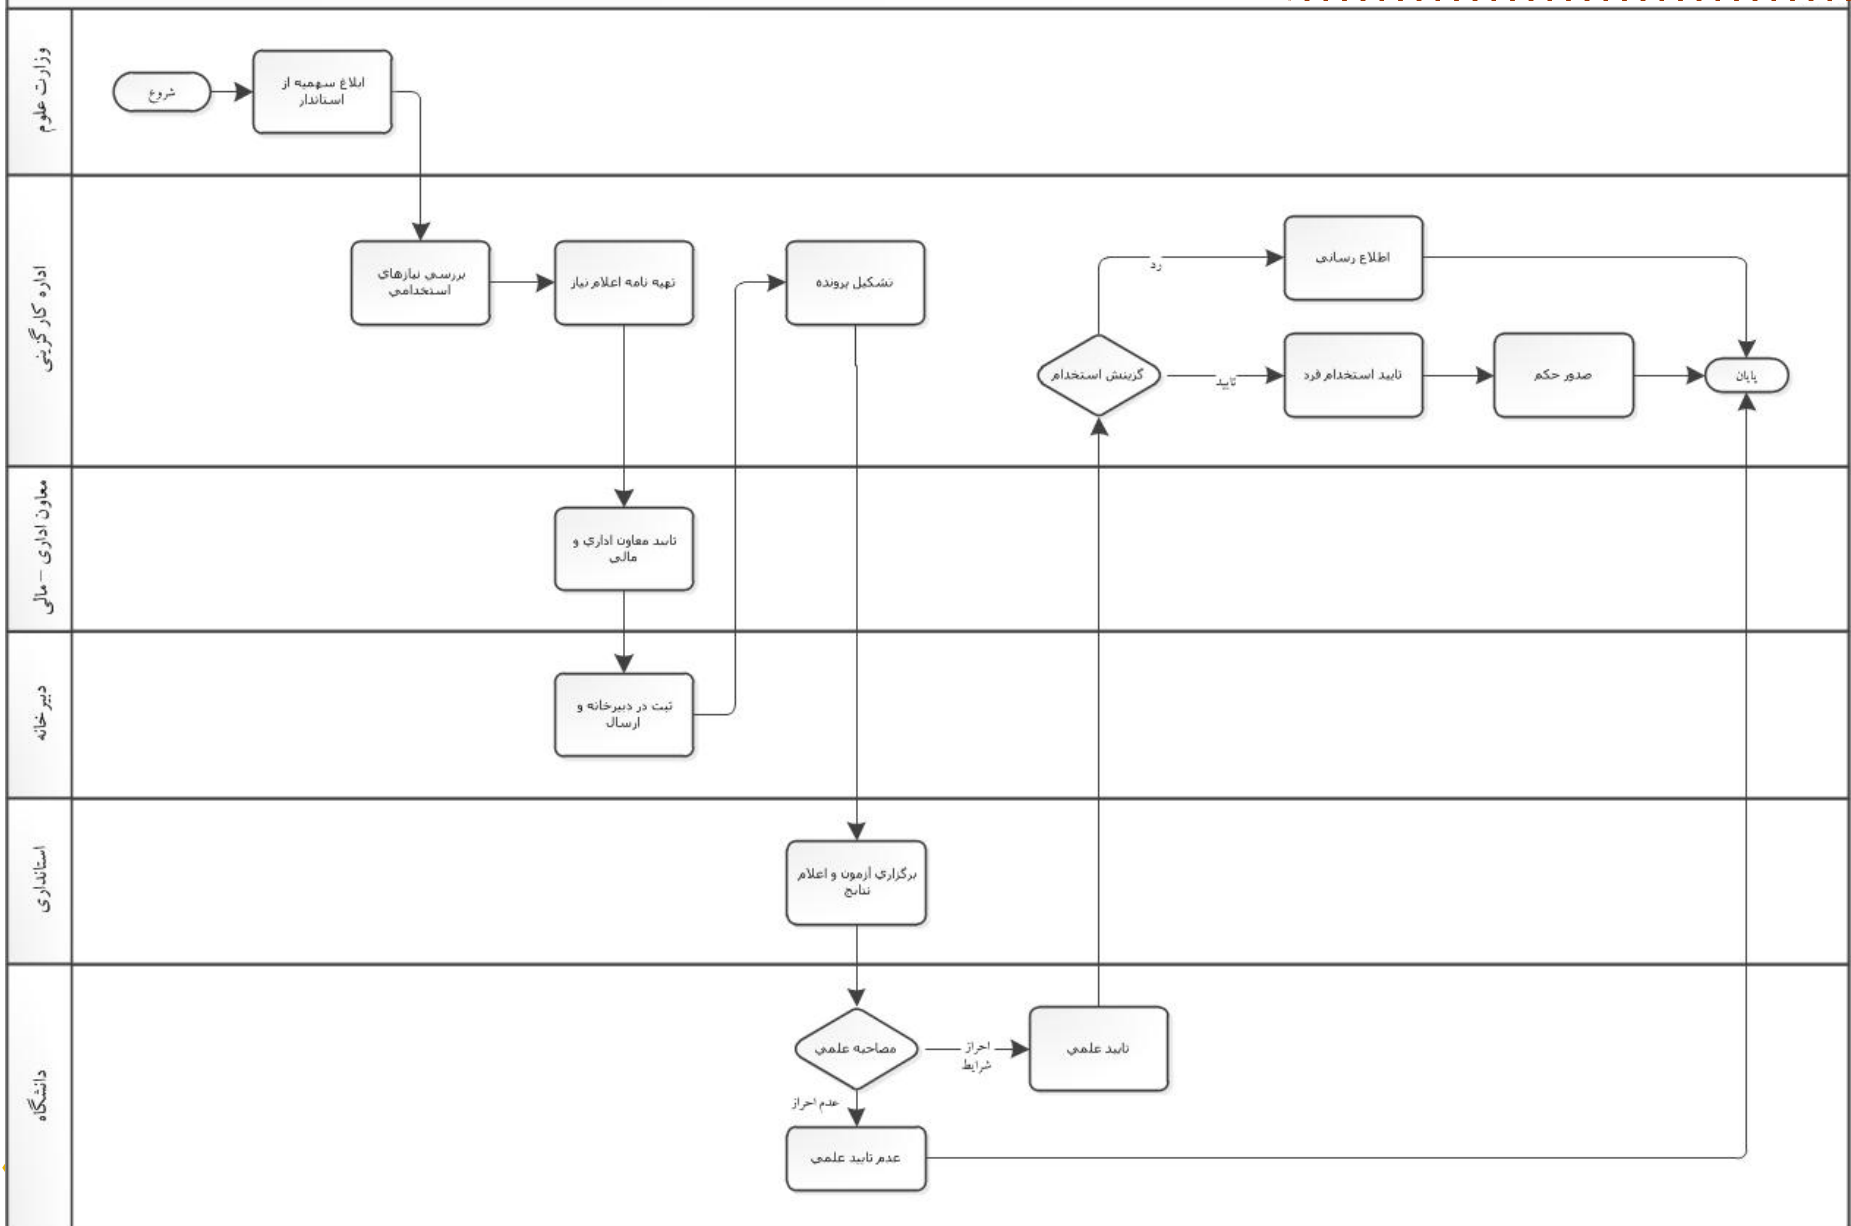 وزارت علوم
شروع
ابلاغ سهمیه از
استاندار
اداره کارگزینی
بررسی نیازهای
استخدامی
تهیه نامه اعلام نیاز
تشکیل پرونده
گزینش استخدام
رد
اطلاع رسانی
تایید
تایید استخدام فرد
صدور حکم
پایان
معاون اداری – مالی
تایید معاون اداری و
مالی
دبیرخانه
ثبت در دبیرخانه و
ارسال
استانداری
برگزاری آزمون و اعلام
نتایج
دانشگاه
مصاحبه علمی
احراز
شرایط
تایید علمی
عدم احراز
عدم تایید علمی